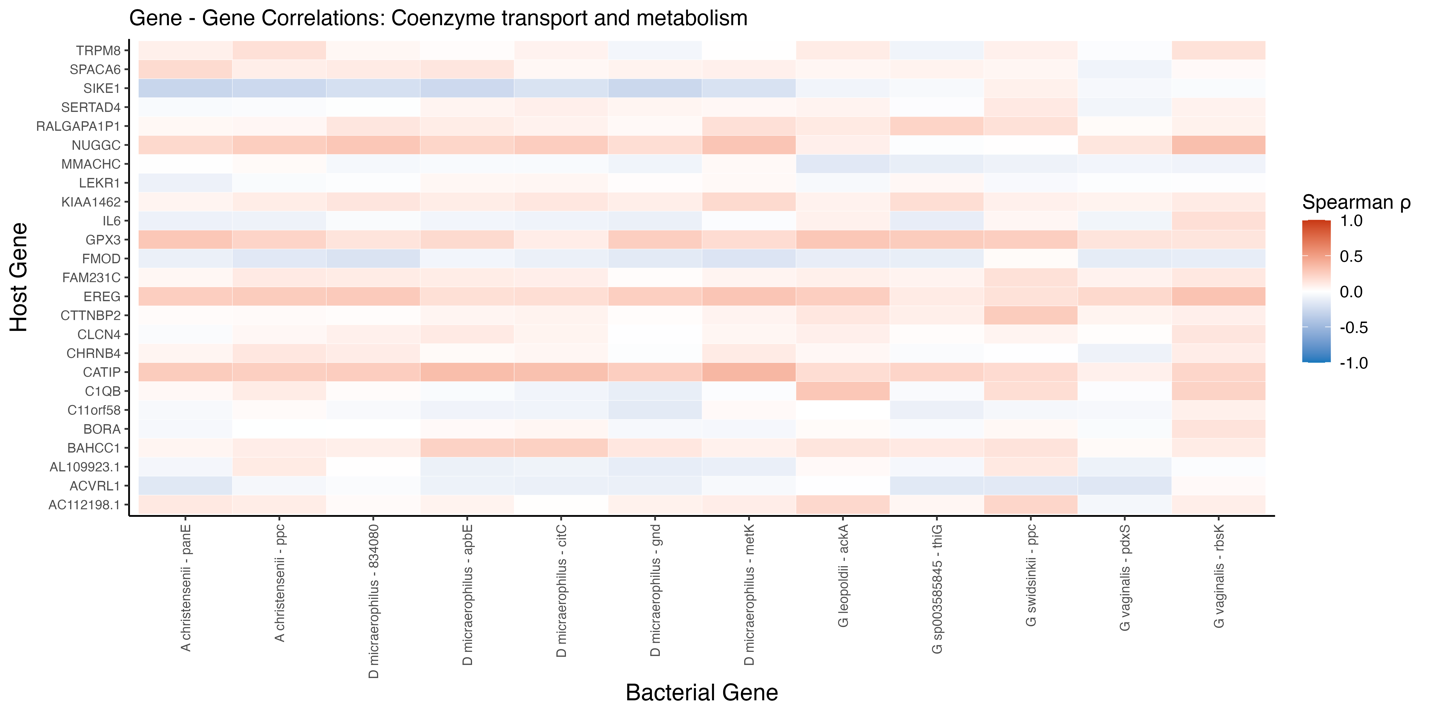 Gene - Gene Correlations: Coenzyme transport and metabolism
TRPM8
SPACA6
SIKE1
SERTAD4
RALGAPA1P1
NUGGC
MMACHC
LEKR1
KIAA1462
IL6
GPX3
FMOD
FAM231C
EREG
CTTNBP2
CLCN4
CHRNB4
CATIP
C1QB
C11orf58
BORA
BAHCC1
AL109923.1
ACVRL1
AC112198.1
Host Gene
A christensenii - panE
A christensenii - ppc
D micraerophilus - 834080
D micraerophilus - apbE
D micraerophilus - citC
D micraerophilus - gnd
D micraerophilus - metK
G leopoldii - ackA
G sp003585845 - thiG
G swidsinkii - ppc
G vaginalis - pdxS
G vaginalis - rbsK
Bacterial Gene
Spearman ρ
1.0
0.5
0.0
-0.5
-1.0